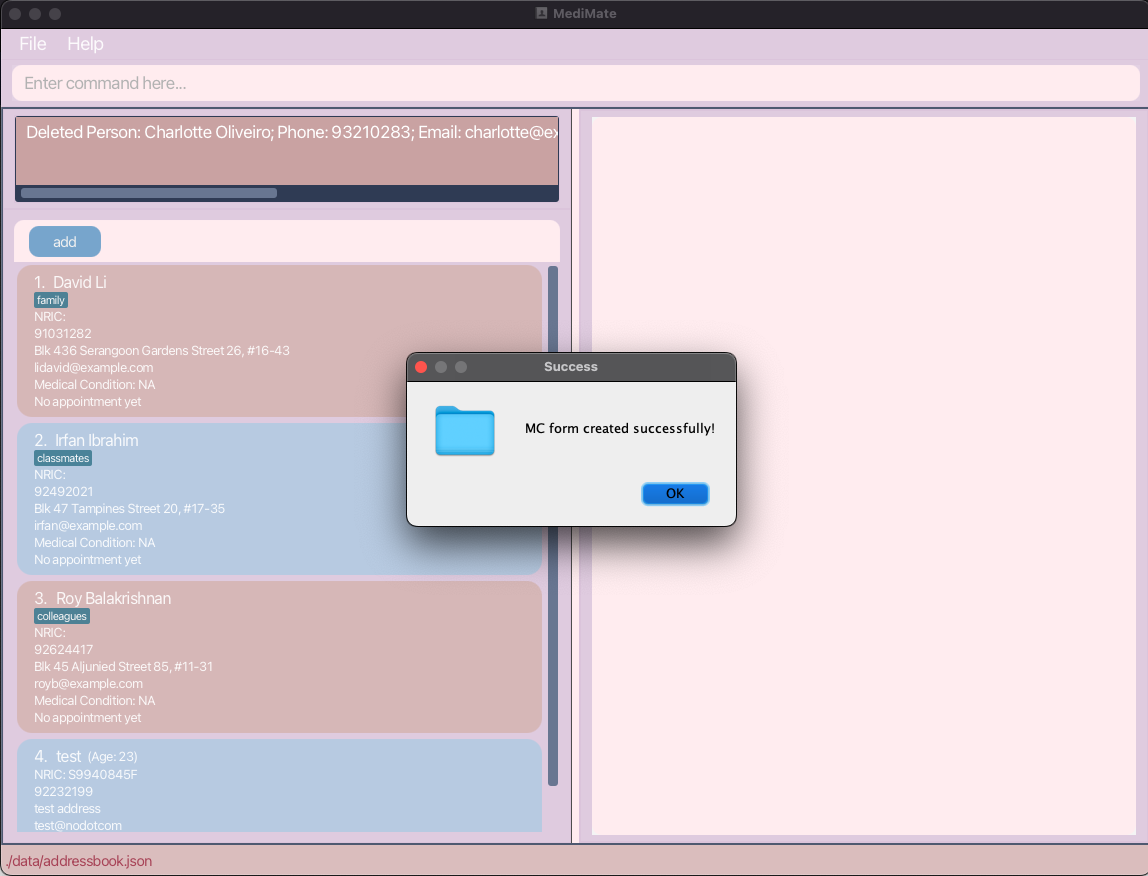 MediMate
File Help
Enter command here...
Deleted Person: Charlotte Oliveiro; Phone: 93210283; Email: charlotte@ex
add
1. David Li
family
NRIC:
91031282
Blk 436 Serangoon Gardens Street 26, #16-43
lidavid@example.com
Medical Condition: NA
No appointment yet
2. Irfan Ibrahim
classmates
NRIC:
92492021
Blk 47 Tampines Street 20, #17-35
irfan@example.com
Medical Condition: NA
No appointment yet
3. Roy Balakrishnan
colleagues
NRIC:
92624417
Blk 45 Aljunied Street 85, #11-31
royb@example.com
Medical Condition: NA
No appointment yet
4. test (Age: 23)
NRIC: S9940845F
92232199
test address
test@nodotcom
Success
MC form created successfully!
OK
./data/addressbook.json